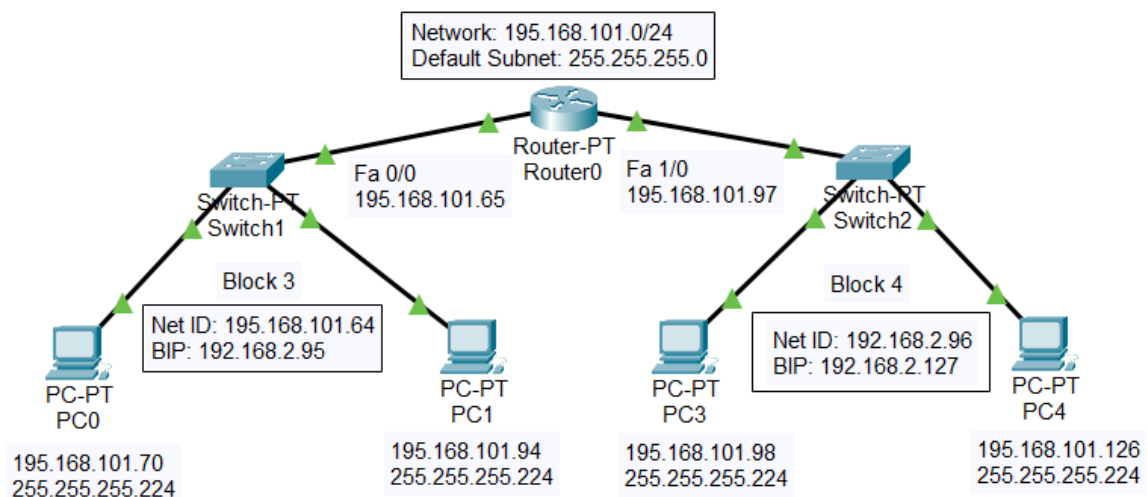 Network: 195.168.101.0/24
Default Subnet: 255.255.255.0
Router-PT
Router0
Fa 0/0
195.168.101.65
Fa 1/0
195.168.101.97
Switch-PT
Switch1
Switch-PT
Switch2
Block 3
Net ID: 195.168.101.64
BIP: 192.168.2.95
Block 4
Net ID: 192.168.2.96
BIP: 192.168.2.127
PC-PT
PC0
195.168.101.70
255.255.255.224
PC-PT
PC1
195.168.101.94
255.255.255.224
PC-PT
PC3
195.168.101.98
255.255.255.224
PC-PT
PC4
195.168.101.126
255.255.255.224